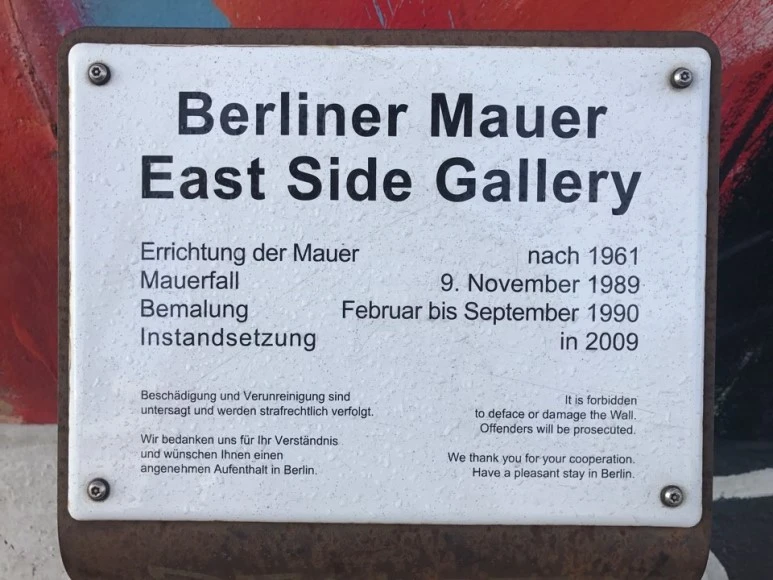 Berliner Mauer
East Side Gallery
Errichtung der Mauer nach 1961
Mauerfall 9. November 1989
Bemalung Februar bis September 1990
Instandsetzung in 2009
Beschädigung und Verunreinigung sind
untersagt und werden strafrechtlich verfolgt.
Wir bedanken uns für Ihr Verständnis
und wünschen Ihnen einen
angenehmen Aufenthalt in Berlin.
It is forbidden
to deface or damage the Wall.
Offenders will be prosecuted.
We thank you for your cooperation.
Have a pleasant stay in Berlin.